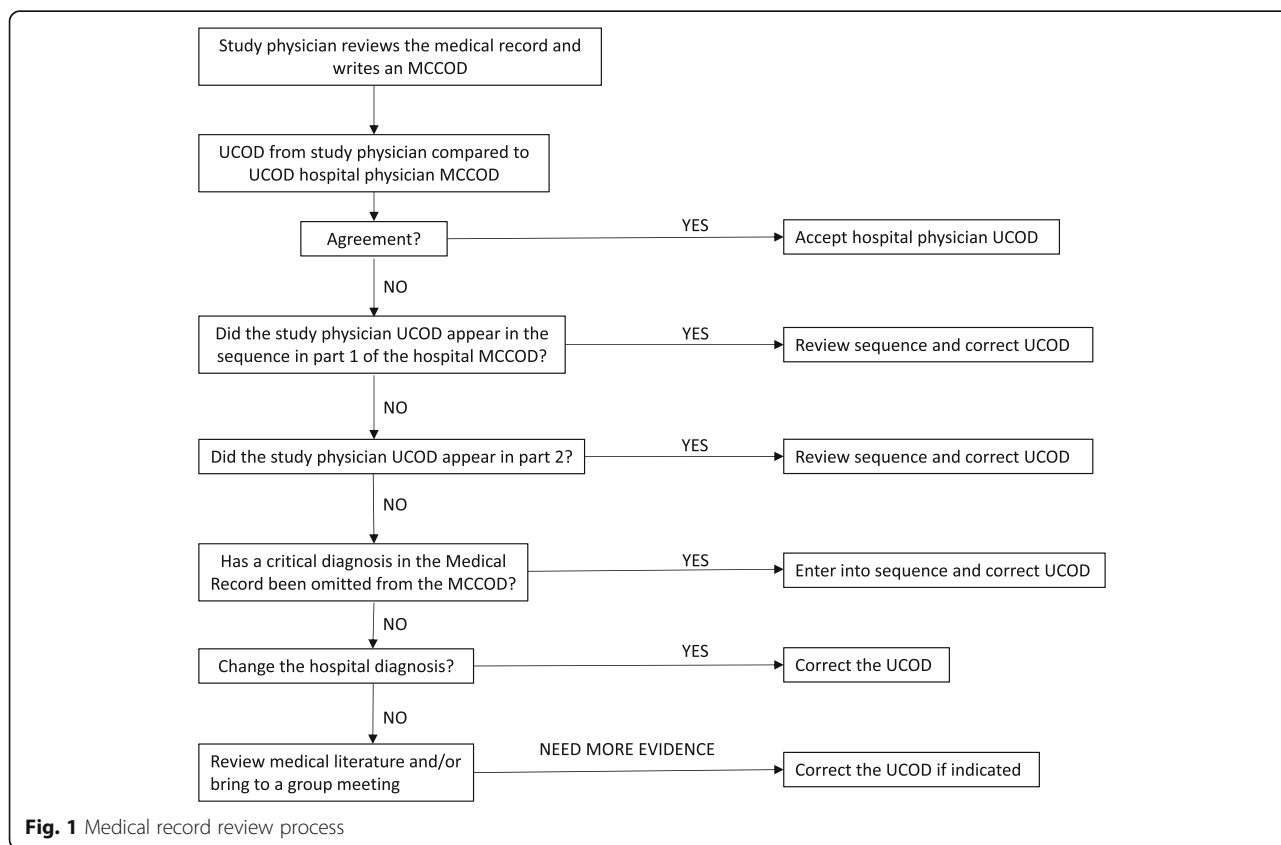 Study physician reviews the medical record and
writes an MCCOD
UCOD from study physician compared to
UCOD hospital physician MCCOD
Agreement?
YES
Accept hospital physician UCOD
NO
Did the study physician UCOD appear in the
sequence in part 1 of the hospital MCCOD?
YES
Review sequence and correct UCOD
NO
Did the study physician UCOD appear in part 2?
YES
Review sequence and correct UCOD
NO
Has a critical diagnosis in the Medical
Record been omitted from the MCCOD?
YES
Enter into sequence and correct UCOD
NO
Change the hospital diagnosis?
YES
Correct the UCOD
NO
Review medical literature and/or
bring to a group meeting
NEED MORE EVIDENCE
Correct the UCOD if indicated
Fig. 1 Medical record review process